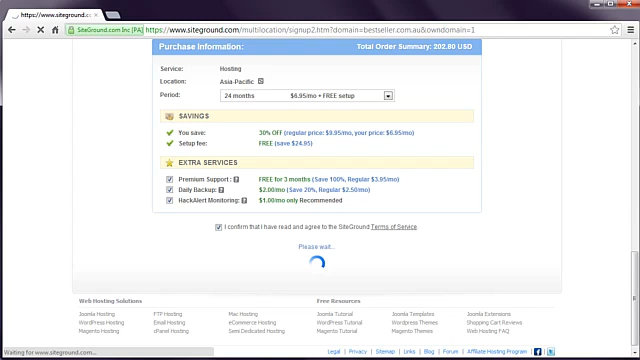 https://www.siteground.co
SiteGround.com Inc [PA] https://www.siteground.com/multilocation/signup2.htm?domain=bestseller.com.au&owndomain=1
Purchase Information: Total Order Summary: 202.80 USD
Service: Hosting
Location: Asia-Pacific
Period: 24 months $6.95/mo + FREE setup
SAVINGS
You save: 30% OFF (regular price: $9.95/mo, your price: $6.95/mo)
Setup fee: FREE (save $24.95)
EXTRA SERVICES
Premium Support: ? FREE for 3 months (Save 100%, Regular $3.95/mo)
Daily Backup: ? $2.00/mo (Save 20%, Regular $2.50/mo)
HackAlert Monitoring: ? $1.00/mo only Recommended
I confirm that I have read and agree to the SiteGround Terms of Service
Please wait...
Web Hosting Solutions Free Resources
Joomla Hosting FTP Hosting Mac Hosting Joomla Tutorial Joomla Templates Joomla Extensions
WordPress Hosting Email Hosting eCommerce Hosting WordPress Tutorial WordPress Themes Shopping Cart Reviews
Magento Hosting cPanel Hosting Semi Dedicated Hosting Magento Tutorial Magento Themes Web Hosting FAQ
Legal | Privacy | Sitemap | Links | Blog | Forum | Affiliate Hosting Program |
Waiting for www.siteground.com...